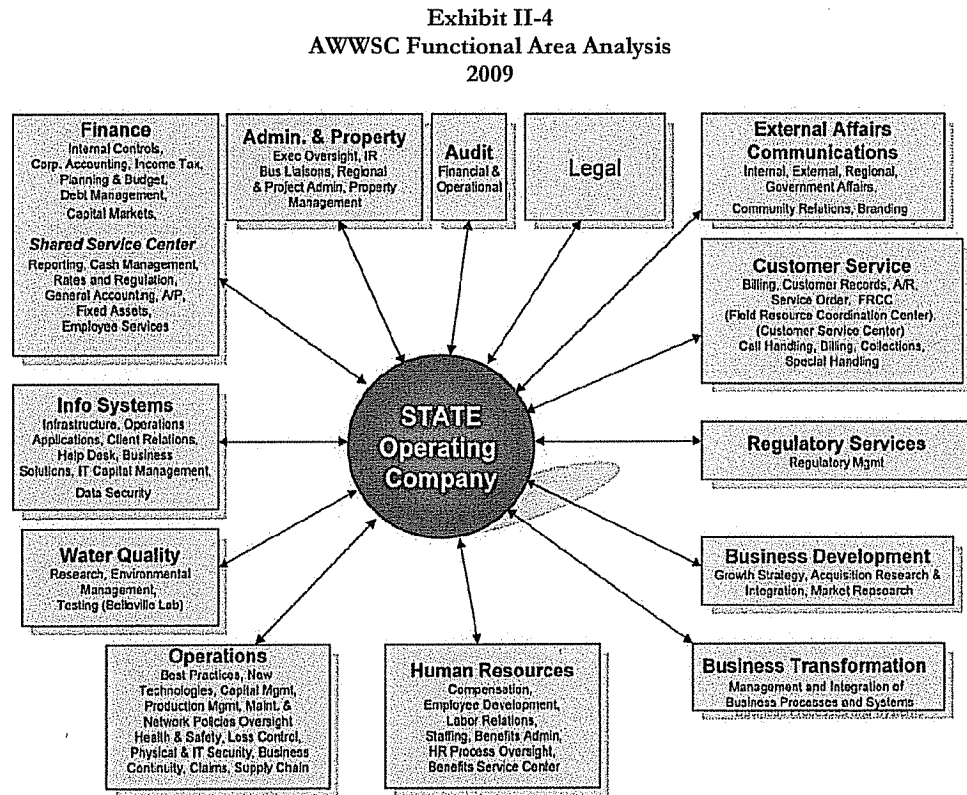 Exhibit II-4
AWWSC Functional Area Analysis
2009
Finance
Internal Controls,
Corp. Accounting, Income Tax,
Planning & Budget,
Debt Management,
Capital Markets,
Shared Service Center
Reporting, Cash Management,
Rates and Regulation,
General Accounting, A/P,
Fixed Assets,
Employee Services
Admin. & Property
Exec Oversight, IR
Bus Liaisons, Regional
& Project Admin, Property
Management
Audit
Financial &
Operational
Legal
External Affairs
Communications
Internal, External, Regional,
Government Affairs,
Community Relations, Branding
Customer Service
Billing, Customer Records, A/R,
Service Order, FRCC
(Field Resource Coordination Center)
(Customer Service Center)
Call Handling, Billing, Collections,
Special Handling
Info Systems
Infrastructure, Operations
Applications, Client Relations,
Help Desk, Business
Solutions, IT Capital Management,
Data Security
STATE
Operating
Company
Regulatory Services
Regulatory Mgmt
Water Quality
Research, Environmental
Management,
Testing (Belleville Lab)
Business Development
Growth Strategy, Acquisition Research &
Integration, Market Reasearch
Operations
Best Practices, New
Technologies, Capital Mgmt,
Production Mgmt, Maint. &
Network Policies Oversight
Health & Safety, Loss Control,
Physical & IT Security, Business
Continuity, Claims, Supply Chain
Human Resources
Compensation,
Employee Development,
Labor Relations,
Staffing, Benefits Admin,
HR Process Oversight,
Benefits Service Center
Business Transformation
Management and Integration of
Business Processes and Systems